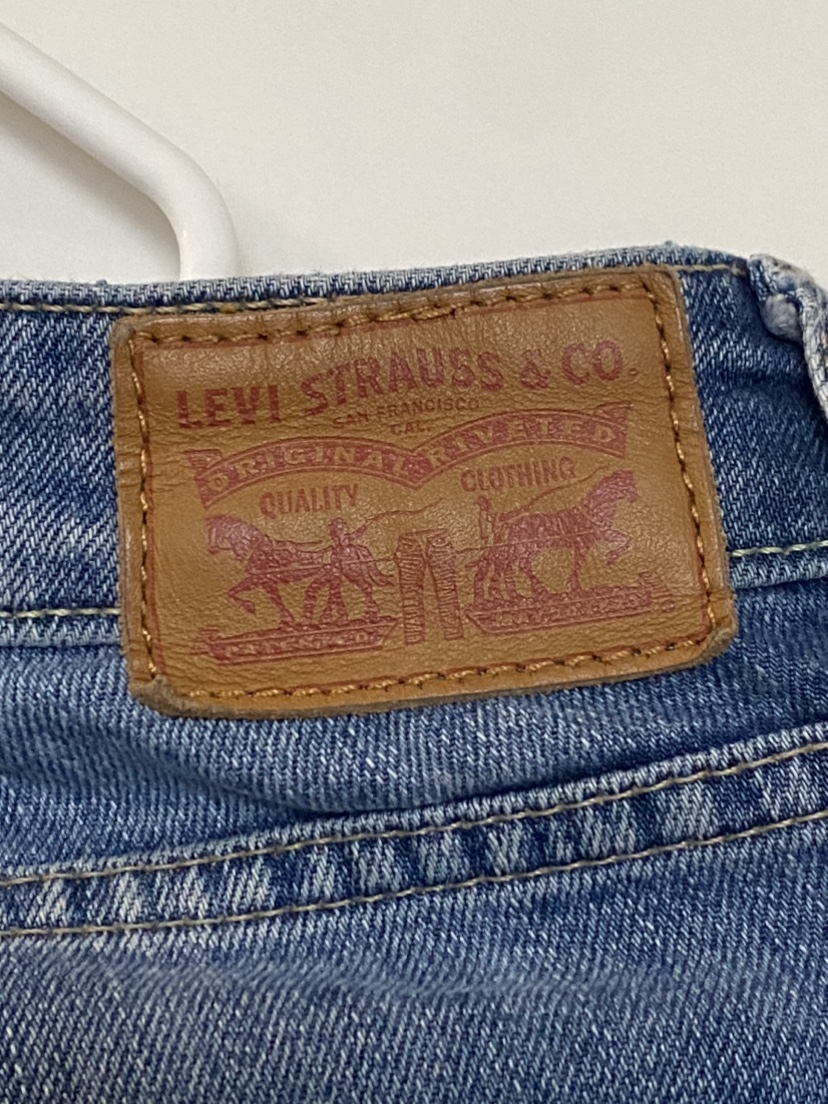 LEVI STRAUSS & CO.
SAN FRANCISCO
CAL.
ORIGINAL RIVETED
QUALITY CLOTHING